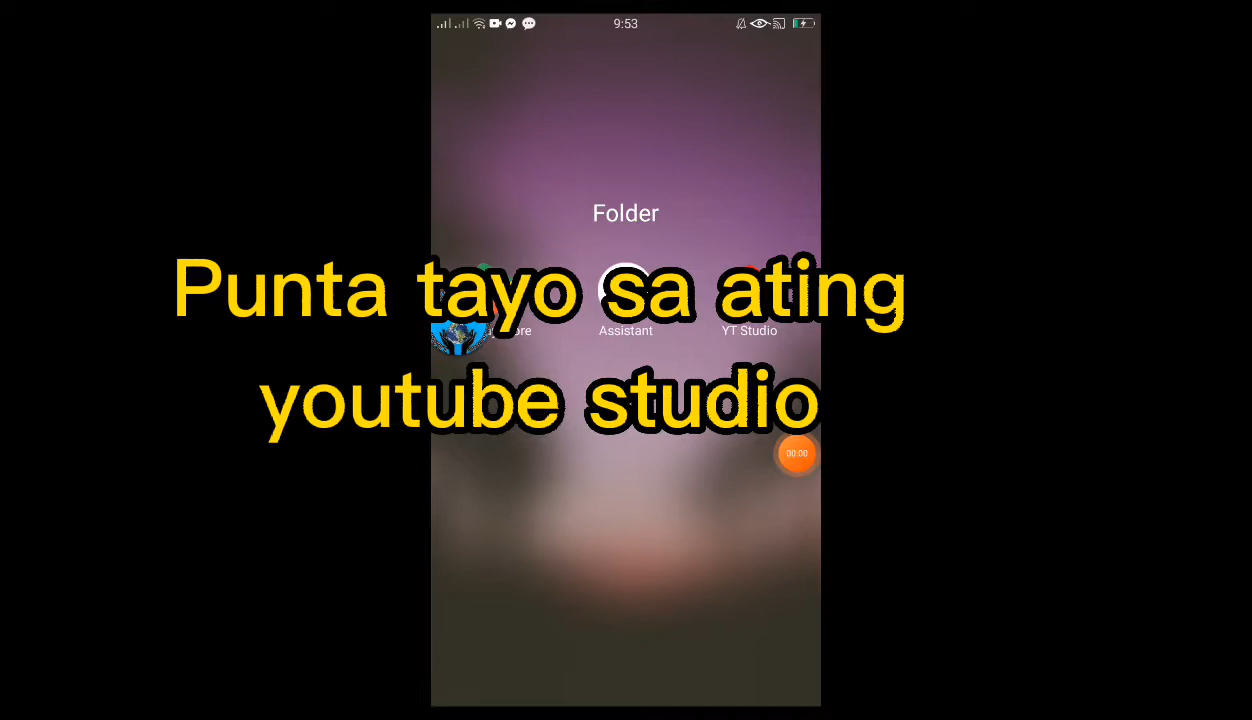 9:53
Folder
Punta tayo sa ating
Assistant
YT Studio
youtube studio
00:00